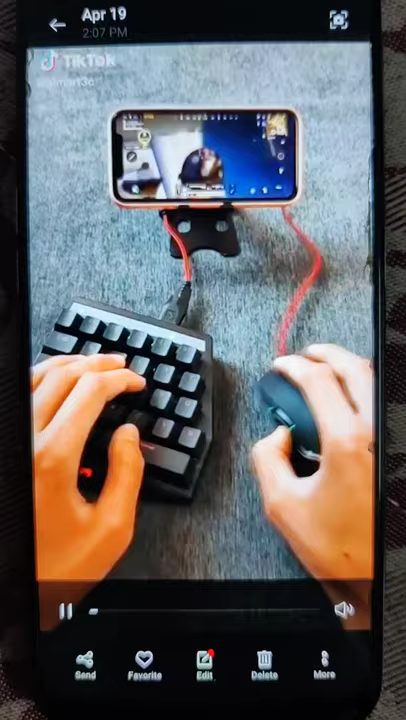 Apr 19
2:07 PM
TikTok
Send
Favorite
Edit
Delete
More